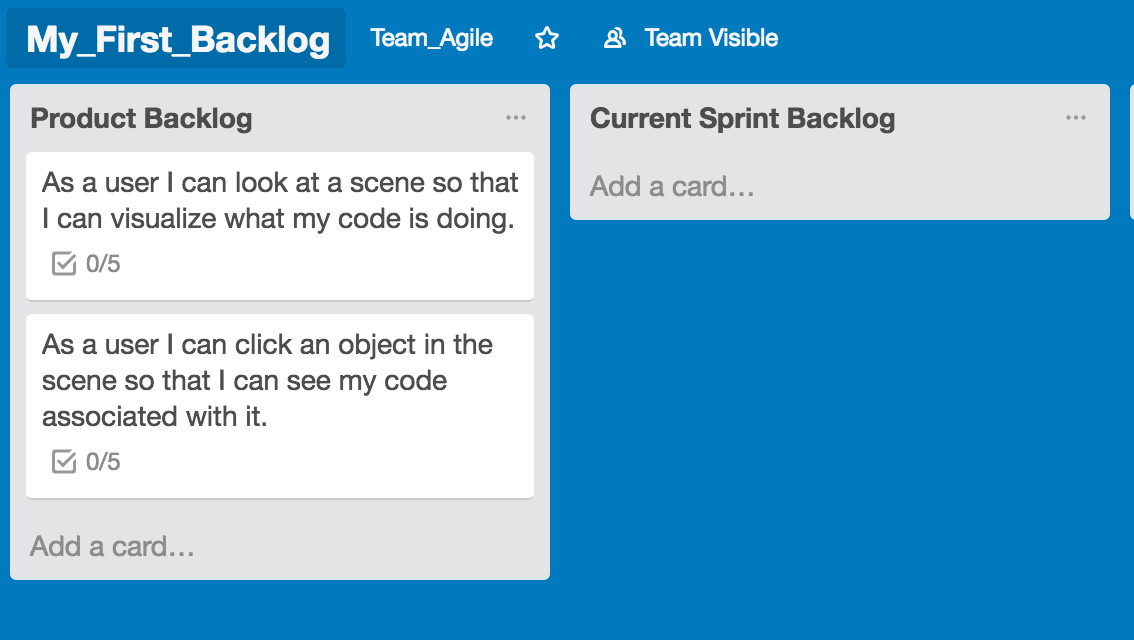 My_First_Backlog Team_Agile Team Visible
Product Backlog
As a user I can look at a scene so that
I can visualize what my code is doing.
0/5
As a user I can click an object in the
scene so that I can see my code
associated with it.
0/5
Add a card…
Current Sprint Backlog
Add a card…